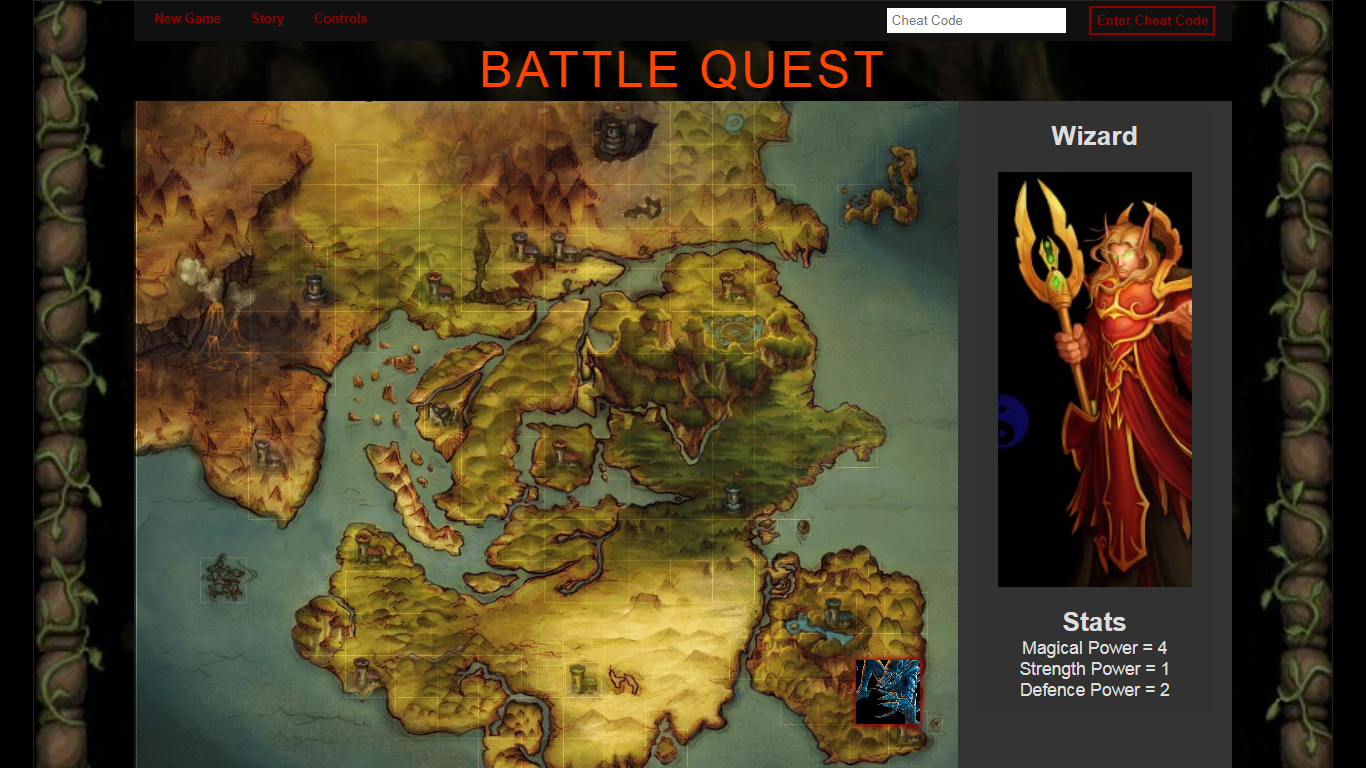 New Game Story Controls Cheat Code Enter Cheat Code
BATTLE QUEST
Wizard
Stats
Magical Power = 4
Strength Power = 1
Defence Power = 2